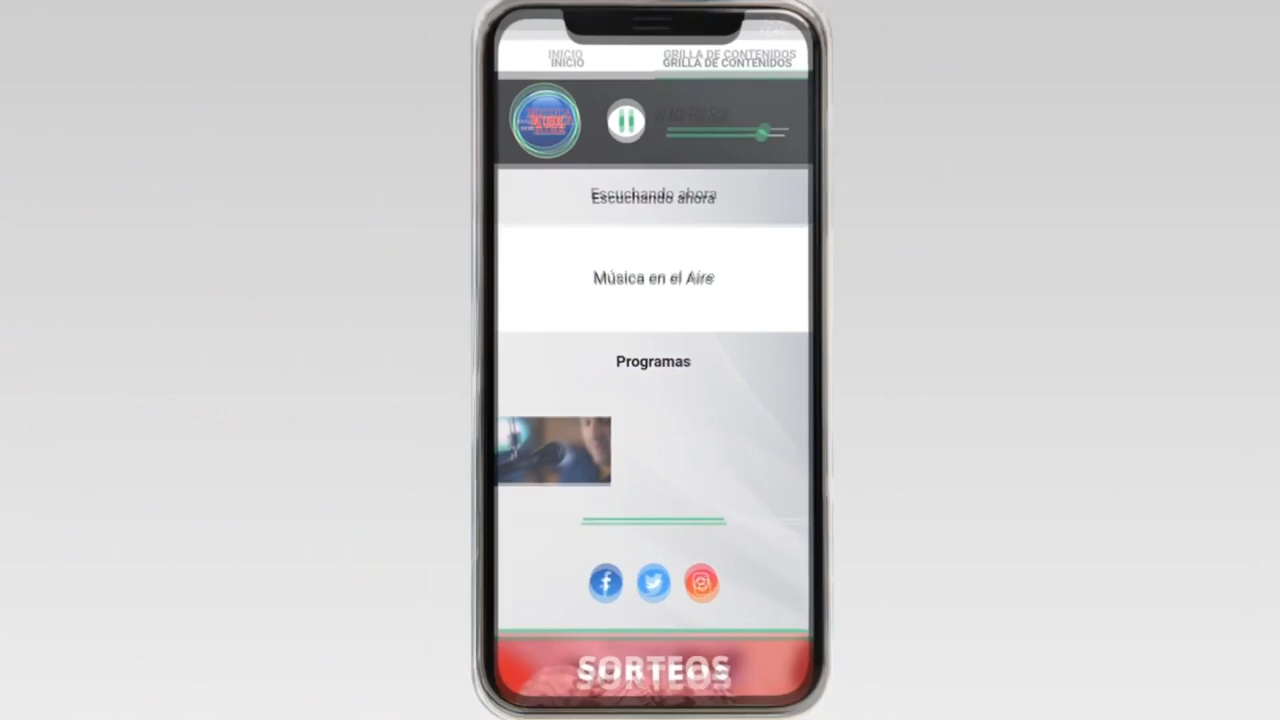 INICIO
GRILLA DE CONTENIDOS
Escuchando ahora
Música en el Aire
Programas
SORTEOS